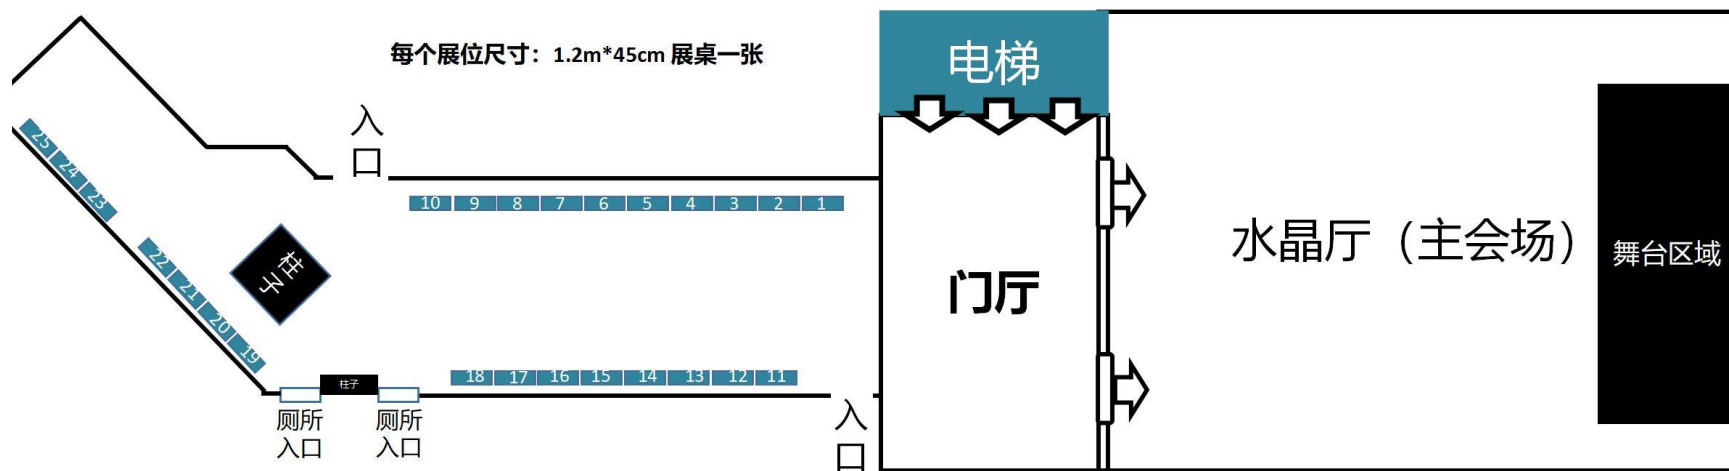 每个展位尺寸：1.2m*45cm 展桌一张
电梯
入口
25
24
23
10 9 8 7 6 5 4 3 2 1
22
21
20
19
柱子
门厅
水晶厅（主会场）
舞台区域
18 17 16 15 14 13 12 11
柱子
厕所
入口
厕所
入口
入口